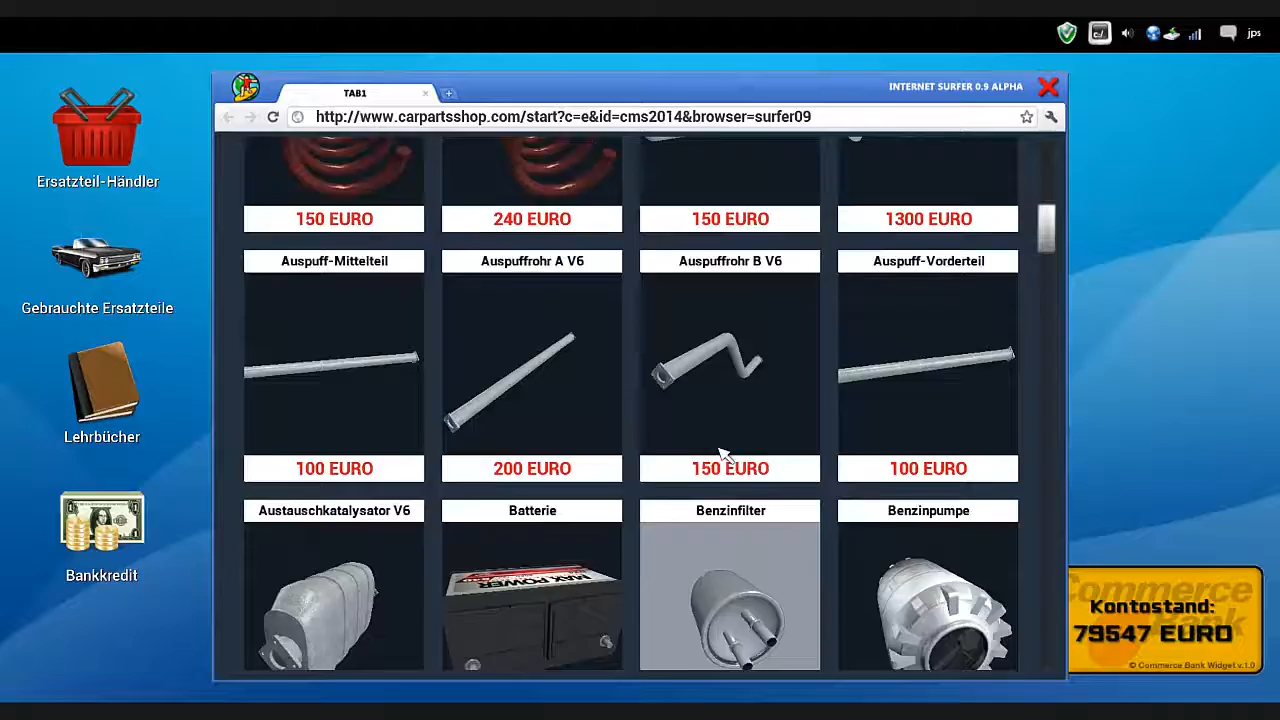 jps
TAB1
INTERNET SURFER 0.9 ALPHA
http://www.carpartsshop.com/start?c=e&id=cms2014&browser=surfer09
Ersatzteil-Händler
Gebrauchte Ersatzteile
Lehrbücher
Bankkredit
150 EURO
240 EURO
150 EURO
1300 EURO
Auspuff-Mittelteil
Auspuffrohr A V6
Auspuffrohr B V6
Auspuff-Vorderteil
100 EURO
200 EURO
150 EURO
100 EURO
Austauschkatalysator V6
Batterie
Benzinfilter
Benzinpumpe
MAX POWER
Commerce
Bank
Kontostand:
79547 EURO
© Commerce Bank Widget v.1.0